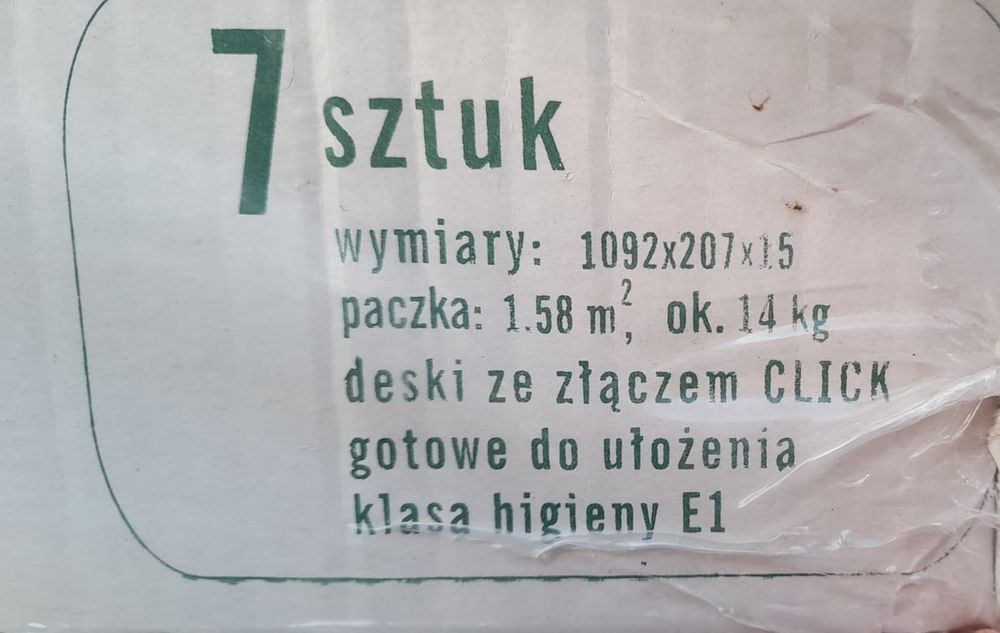 7 sztuk
wymiary: 1092x207x15
paczka: 1.58 m², ok. 14 kg
deski ze złączem CLICK
gotowe do ułożenia
klasa higieny E1